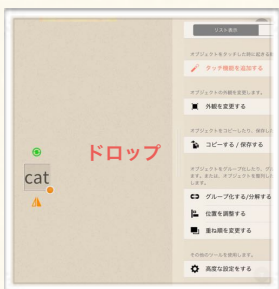 リスト表示
オブジェクトをタッチした時に起きる
タッチ機能を追加する
オブジェクトの外観を変更します。
外観を変更する
オブジェクトをコピーしたり、保存し
コピーする / 保存する
オブジェクトをグループ化したり、グ
ます。または、オブジェクトを整列し
します。
グループ化する/分解する
位置を調整する
重ね順を変更する
その他のツールを使用します。
高度な設定をする
ドロップ
cat